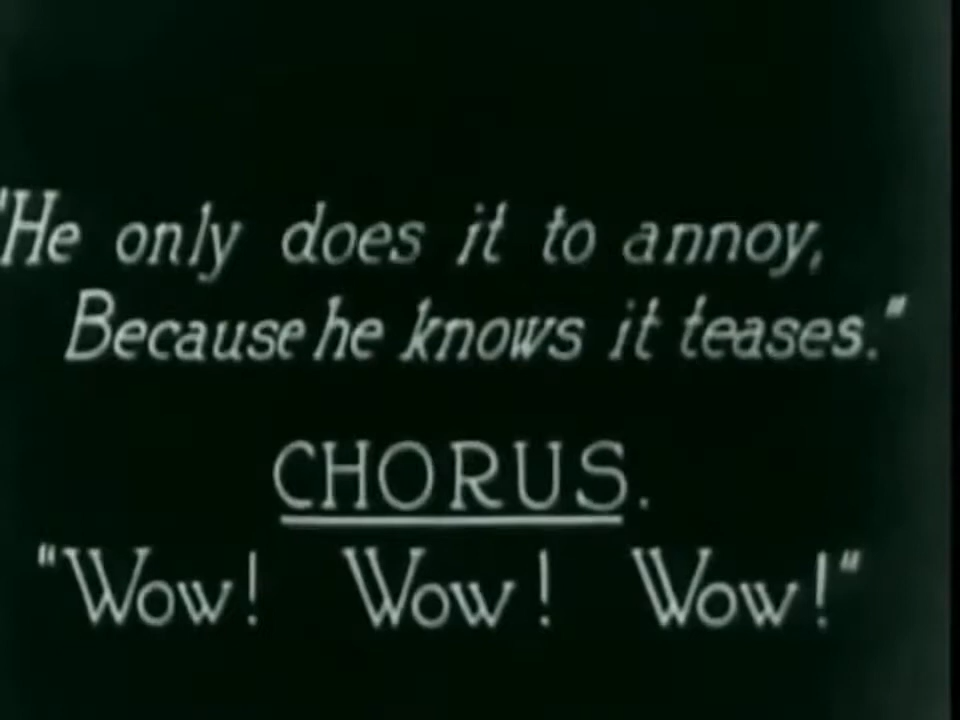 "He only does it to annoy,
Because he knows it teases."
CHORUS.
"Wow! Wow! Wow!"